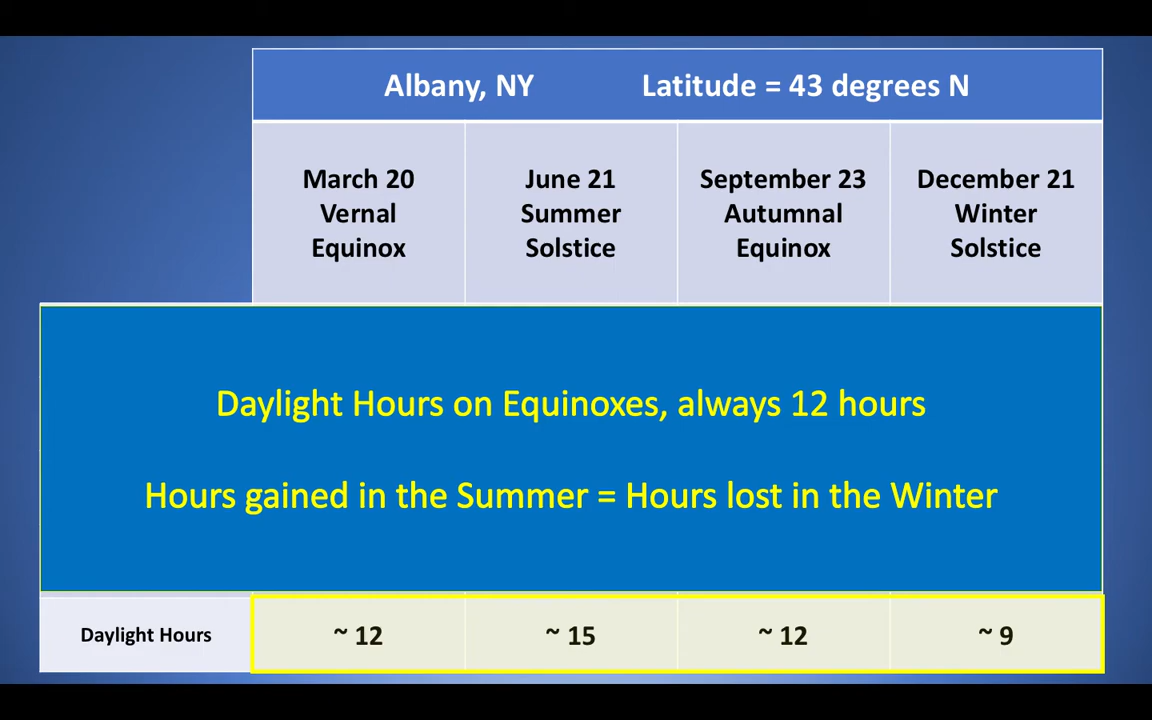 Albany, NY Latitude = 43 degrees N
March 20
Vernal
Equinox
June 21
Summer
Solstice
September 23
Autumnal
Equinox
December 21
Winter
Solstice
Daylight Hours on Equinoxes, always 12 hours
Hours gained in the Summer = Hours lost in the Winter
Daylight Hours ~ 12 ~ 15 ~ 12 ~ 9